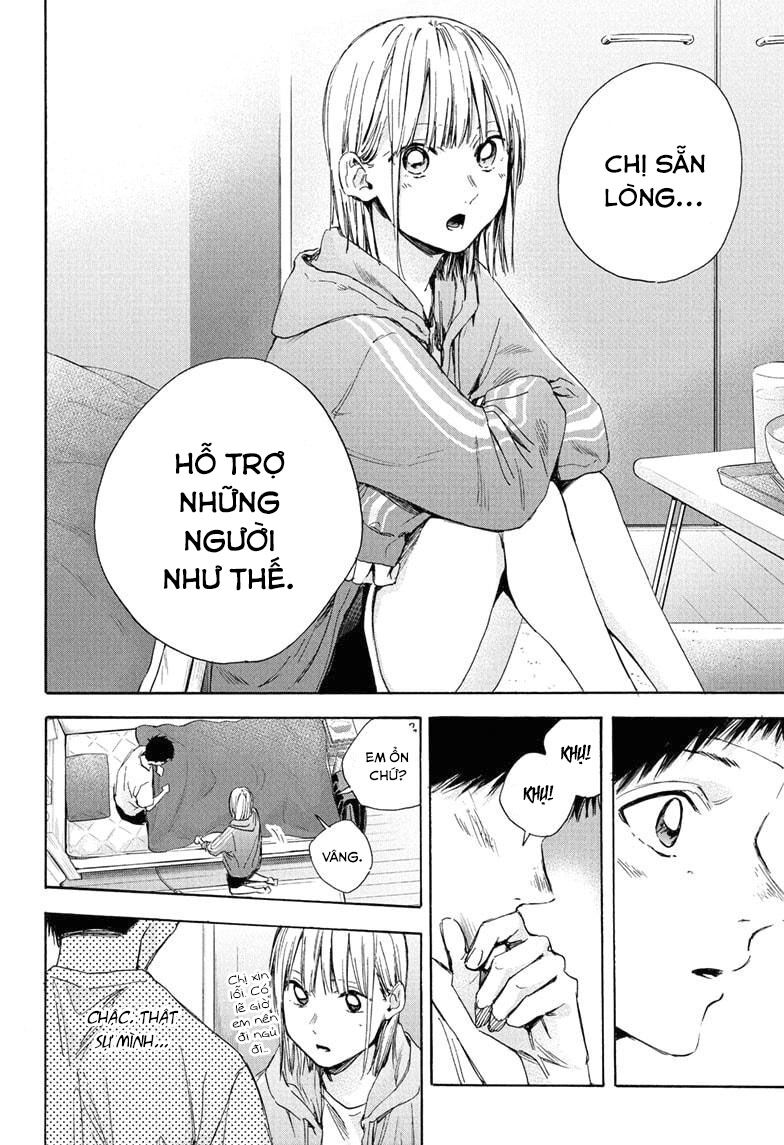 CHỊ SẴN
LÒNG...
HỖ TRỢ
NHỮNG
NGƯỜI
NHƯ THẾ.
KHỤ!
KHỤ!
?
EM ỔN
CHỨ?
VÂNG.
Chị xin
lỗi. Có
lẽ giờ
em nên
đi ngủ
đi..
CHẬC, THẬT
SỰ MÌNH...